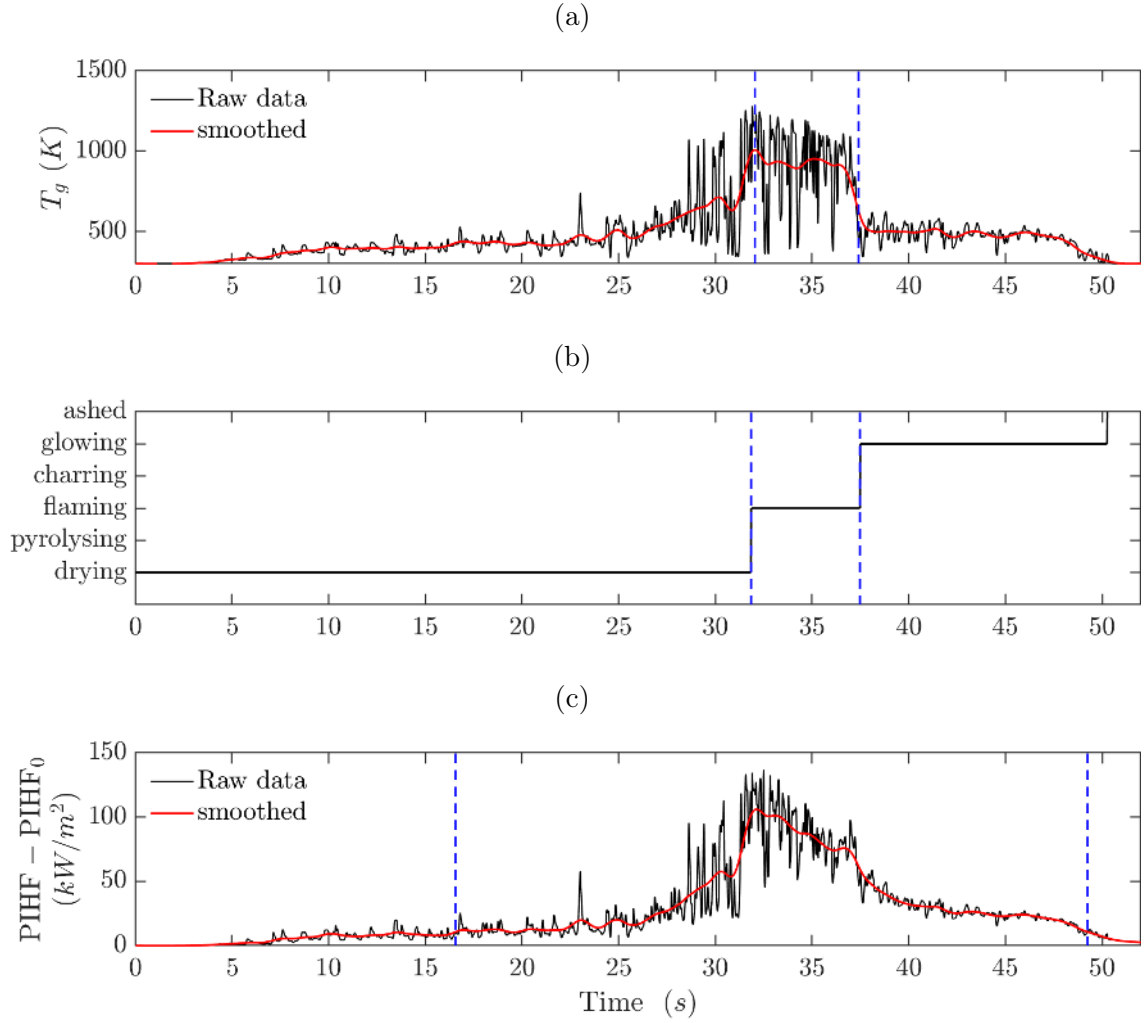 (a)
1500
1000
500
T_g (K)
Raw data
smoothed
0 5 10 15 20 25 30 35 40 45 50
(b)
ashed
glowing
charring
flaming
pyrolysing
drying
0 5 10 15 20 25 30 35 40 45 50
(c)
150
100
50
0
PIHF − PIHF₀
((kW/m²)
Raw data
smoothed
0 5 10 15 20 25 30 35 40 45 50
Time (s)